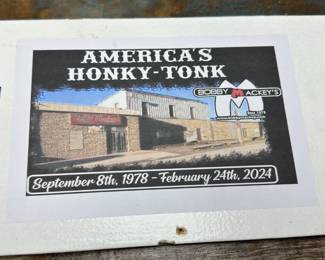 AMERICA'S
HONKY-TONK
BOBBY MACKEY'S
September 8th, 1978 - February 24th, 2024